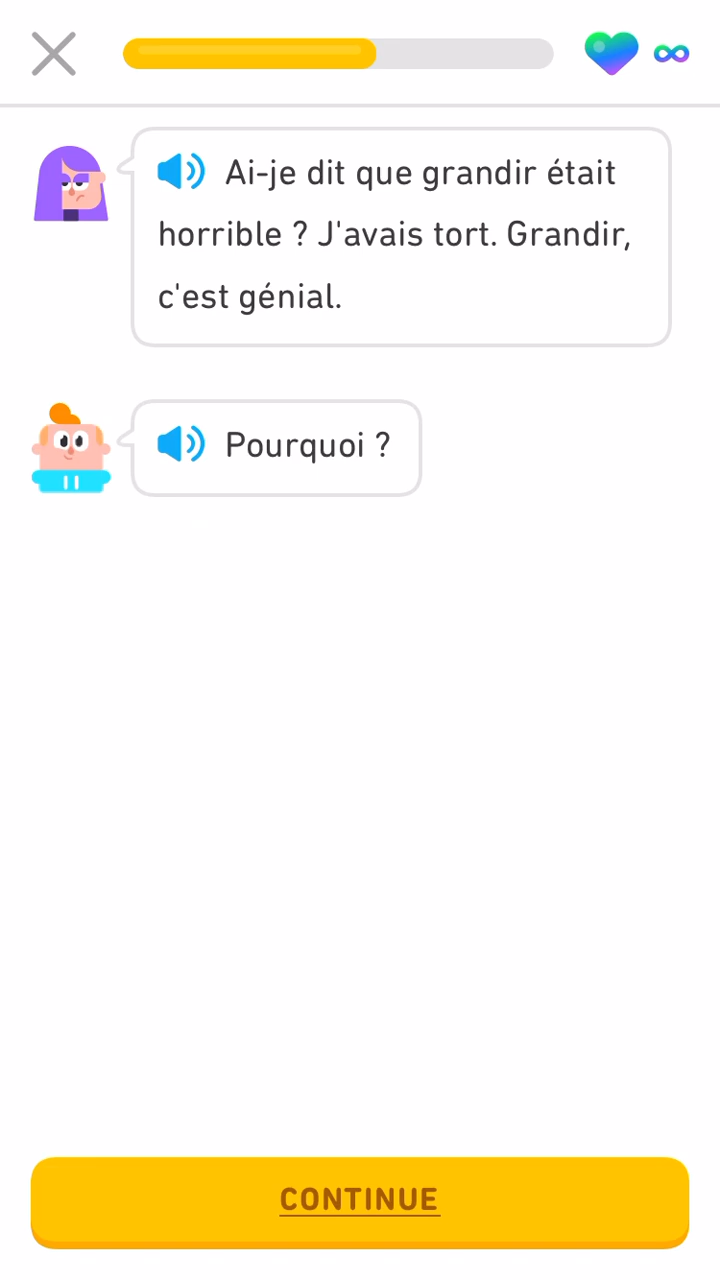 Ai-je dit que grandir était
horrible ? J'avais tort. Grandir,
c'est génial.
Pourquoi ?
CONTINUE